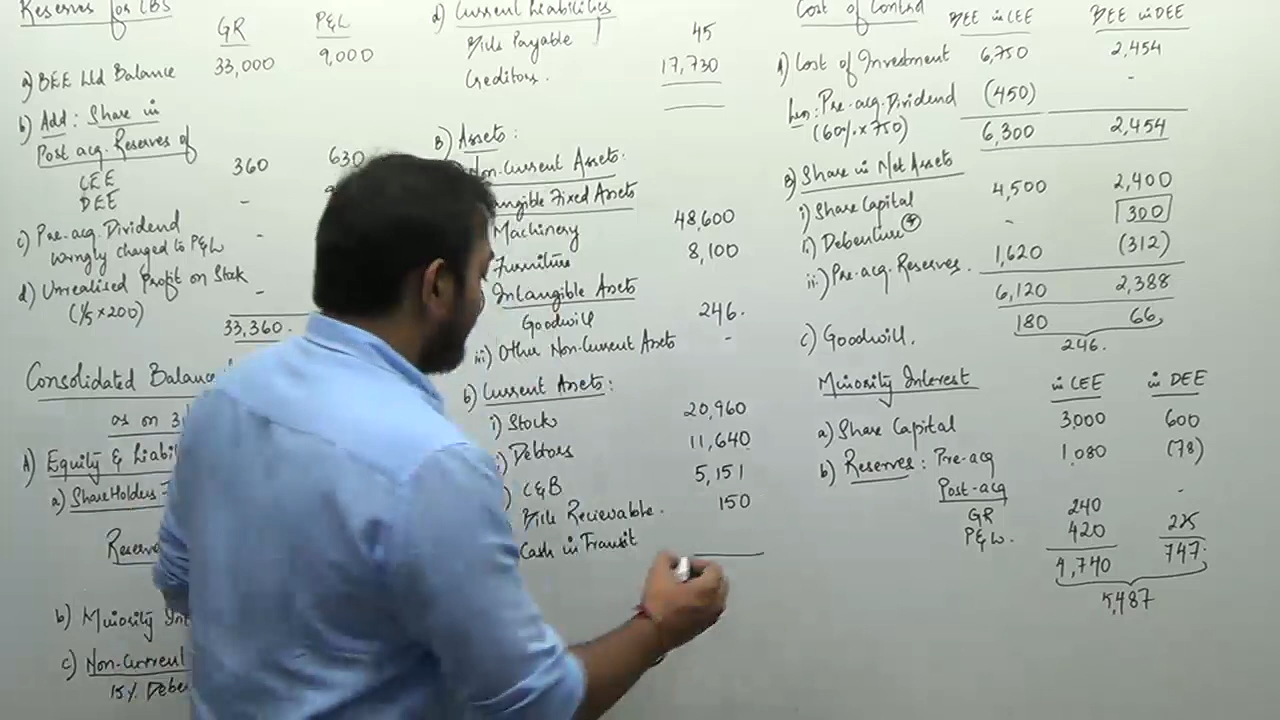 Reserves for CBS
GR P&L
a) BEE Ltd Balance 33,000 9,000
b) Add: Share in
Post acq. Reserves of
CEE 360 630
DEE -
c) Pre-acq. Dividend
wrongly charged to P&L -
d) Unrealised Profit on Stock
(1/5 x 200) -
33,360.
Consolidated Balance
as on 3
A) Equity & Liabili
a) ShareHolders
Reserv
b) Minority Int
c) Non-Current
15% Debe
d) Current Liabilities
Bills Payable 45
Creditors. 17,730
B) Assets:
Non-Current Assets:
angible Fixed Assets
Machinery 48,600
Furniture 8,100
Intangible Assets
Goodwill 246.
iii) Other Non-Current Assets -
b) Current Assets:
i) Stock 20,960
) Debtors 11,640
) C&B 5,151
Bills Recievable. 150
Cash in Transit
Cost of Control
BEE in CEE BEE in DEE
A) Cost of Investment 6,750 2,454
Less: Pre-acq. Dividend (450) -
(60% x 750)
6,300 2,454
B) Share in Net Assets
i) Share Capital 4,500 2,400
ii) Debenture - 300
iii) Pre-acq. Reserves. 1,620 (312)
6,120 2,388
C) Goodwill. 180 66
246.
Minority Interest in CEE in DEE
a) Share Capital 3000 600
b) Reserves: Pre-acq 1,080 (78)
Post-acq
GR 240 -
P&L. 420 225
4,740 747.
5,487